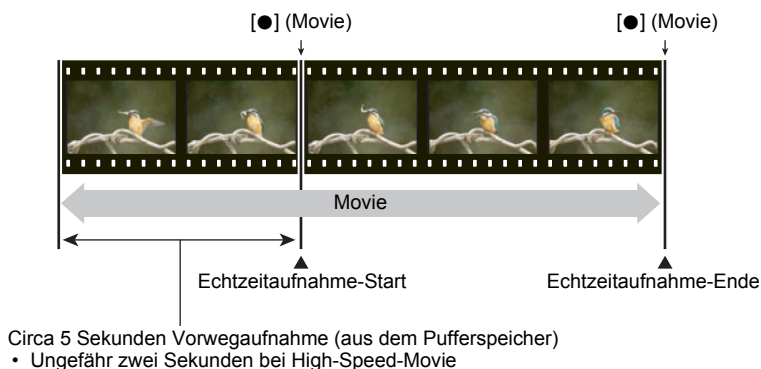 [●] (Movie) [●] (Movie)
Movie
Echtzeitaufnahme-Start Echtzeitaufnahme-Ende
Circa 5 Sekunden Vorwegaufnahme (aus dem Pufferspeicher)
• Ungefähr zwei Sekunden bei High-Speed-Movie